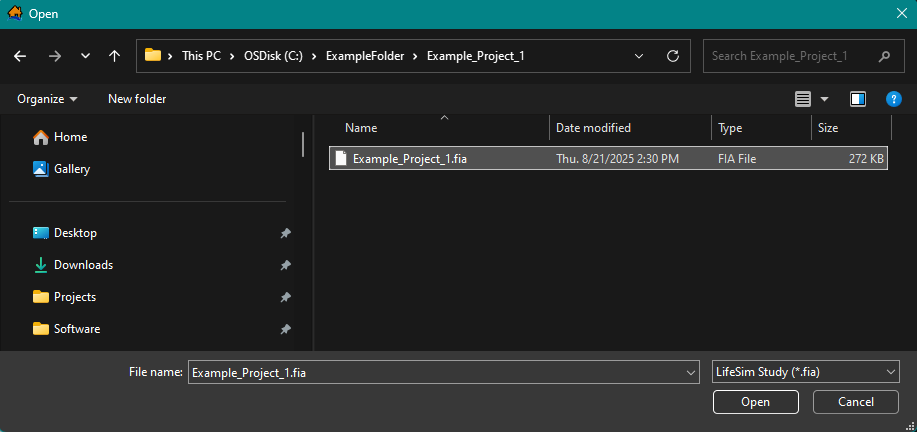 Open
This PC > OSDisk (C:) > ExampleFolder > Example_Project_1
Search Example_Project_1
Organize
New folder
Name
Date modified
Type
Size
Home
Gallery
Desktop
Downloads
Projects
Software
Example_Project_1.fia
Thu. 8/21/2025 2:30 PM
FIA File
272 KB
File name:
Example_Project_1.fia
LifeSim Study (*.fia)
Open
Cancel